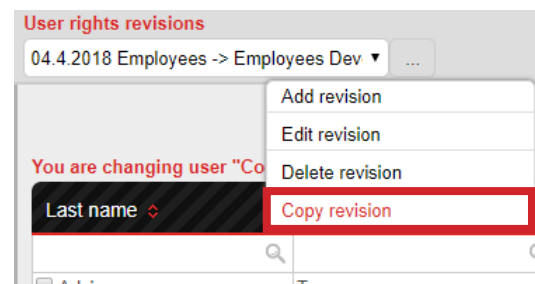 User rights revisions
04.4.2018 Employees -> Employees Dev ...
Add revision
Edit revision
You are changing user "Co
Delete revision
Last name
Copy revision